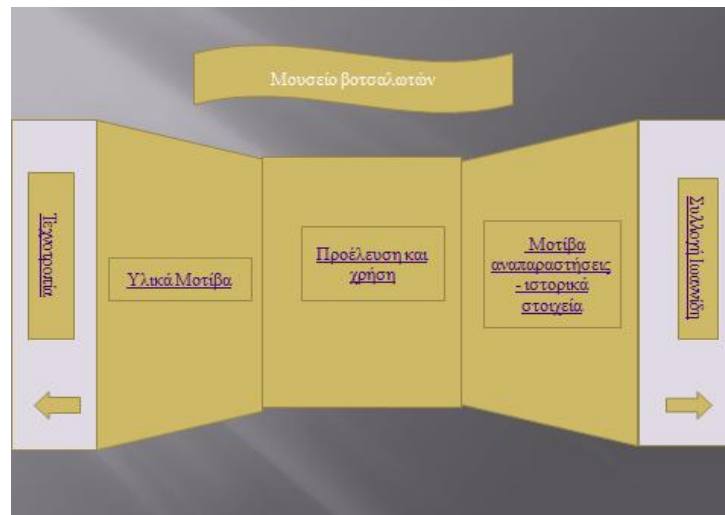 Μουσείο βοτσαλωτών
Τεχνοτροπία
Υλικά Μοτίβα
Προέλευση και
χρήση
Μοτίβα
αναπαραστήσεις
- ιστορικά
στοιχεία
Συλλογή Ιωαννίδη